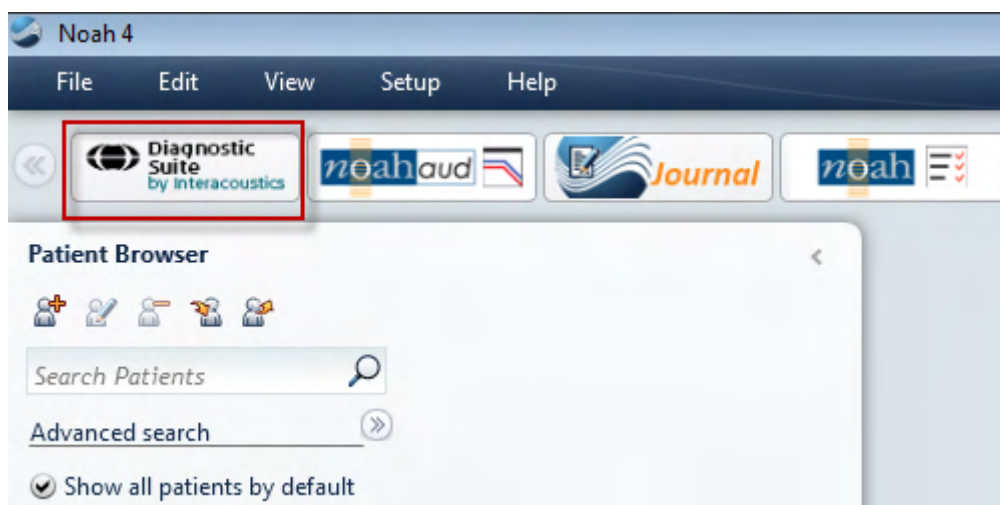 Noah 4
File Edit View Setup Help
Diagnostic
Suite
by Interacoustics
noahaud
Journal
noah
Patient Browser
Search Patients
Advanced search
Show all patients by default